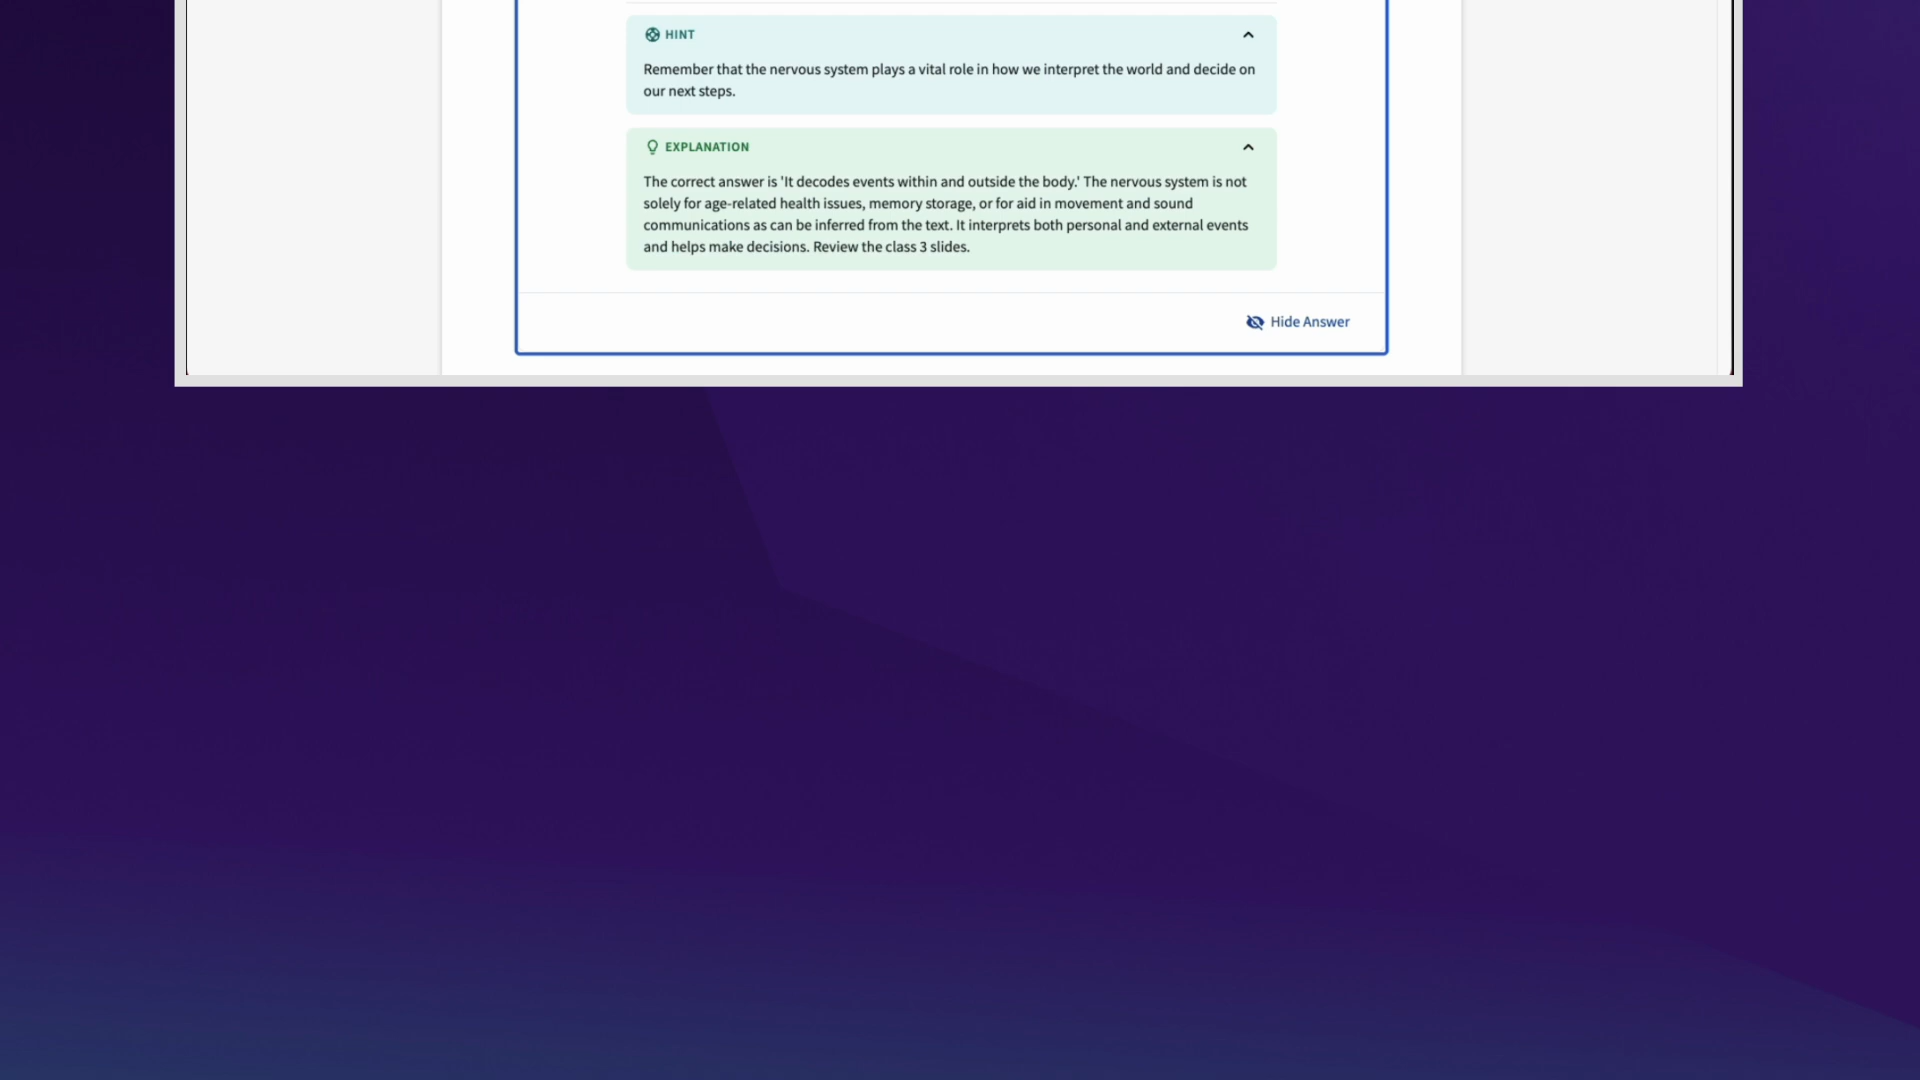 HINT
Remember that the nervous system plays a vital role in how we interpret the world and decide on
our next steps.
EXPLANATION
The correct answer is 'It decodes events within and outside the body.' The nervous system is not
solely for age-related health issues, memory storage, or for aid in movement and sound
communications as can be inferred from the text. It interprets both personal and external events
and helps make decisions. Review the class 3 slides.
Hide Answer